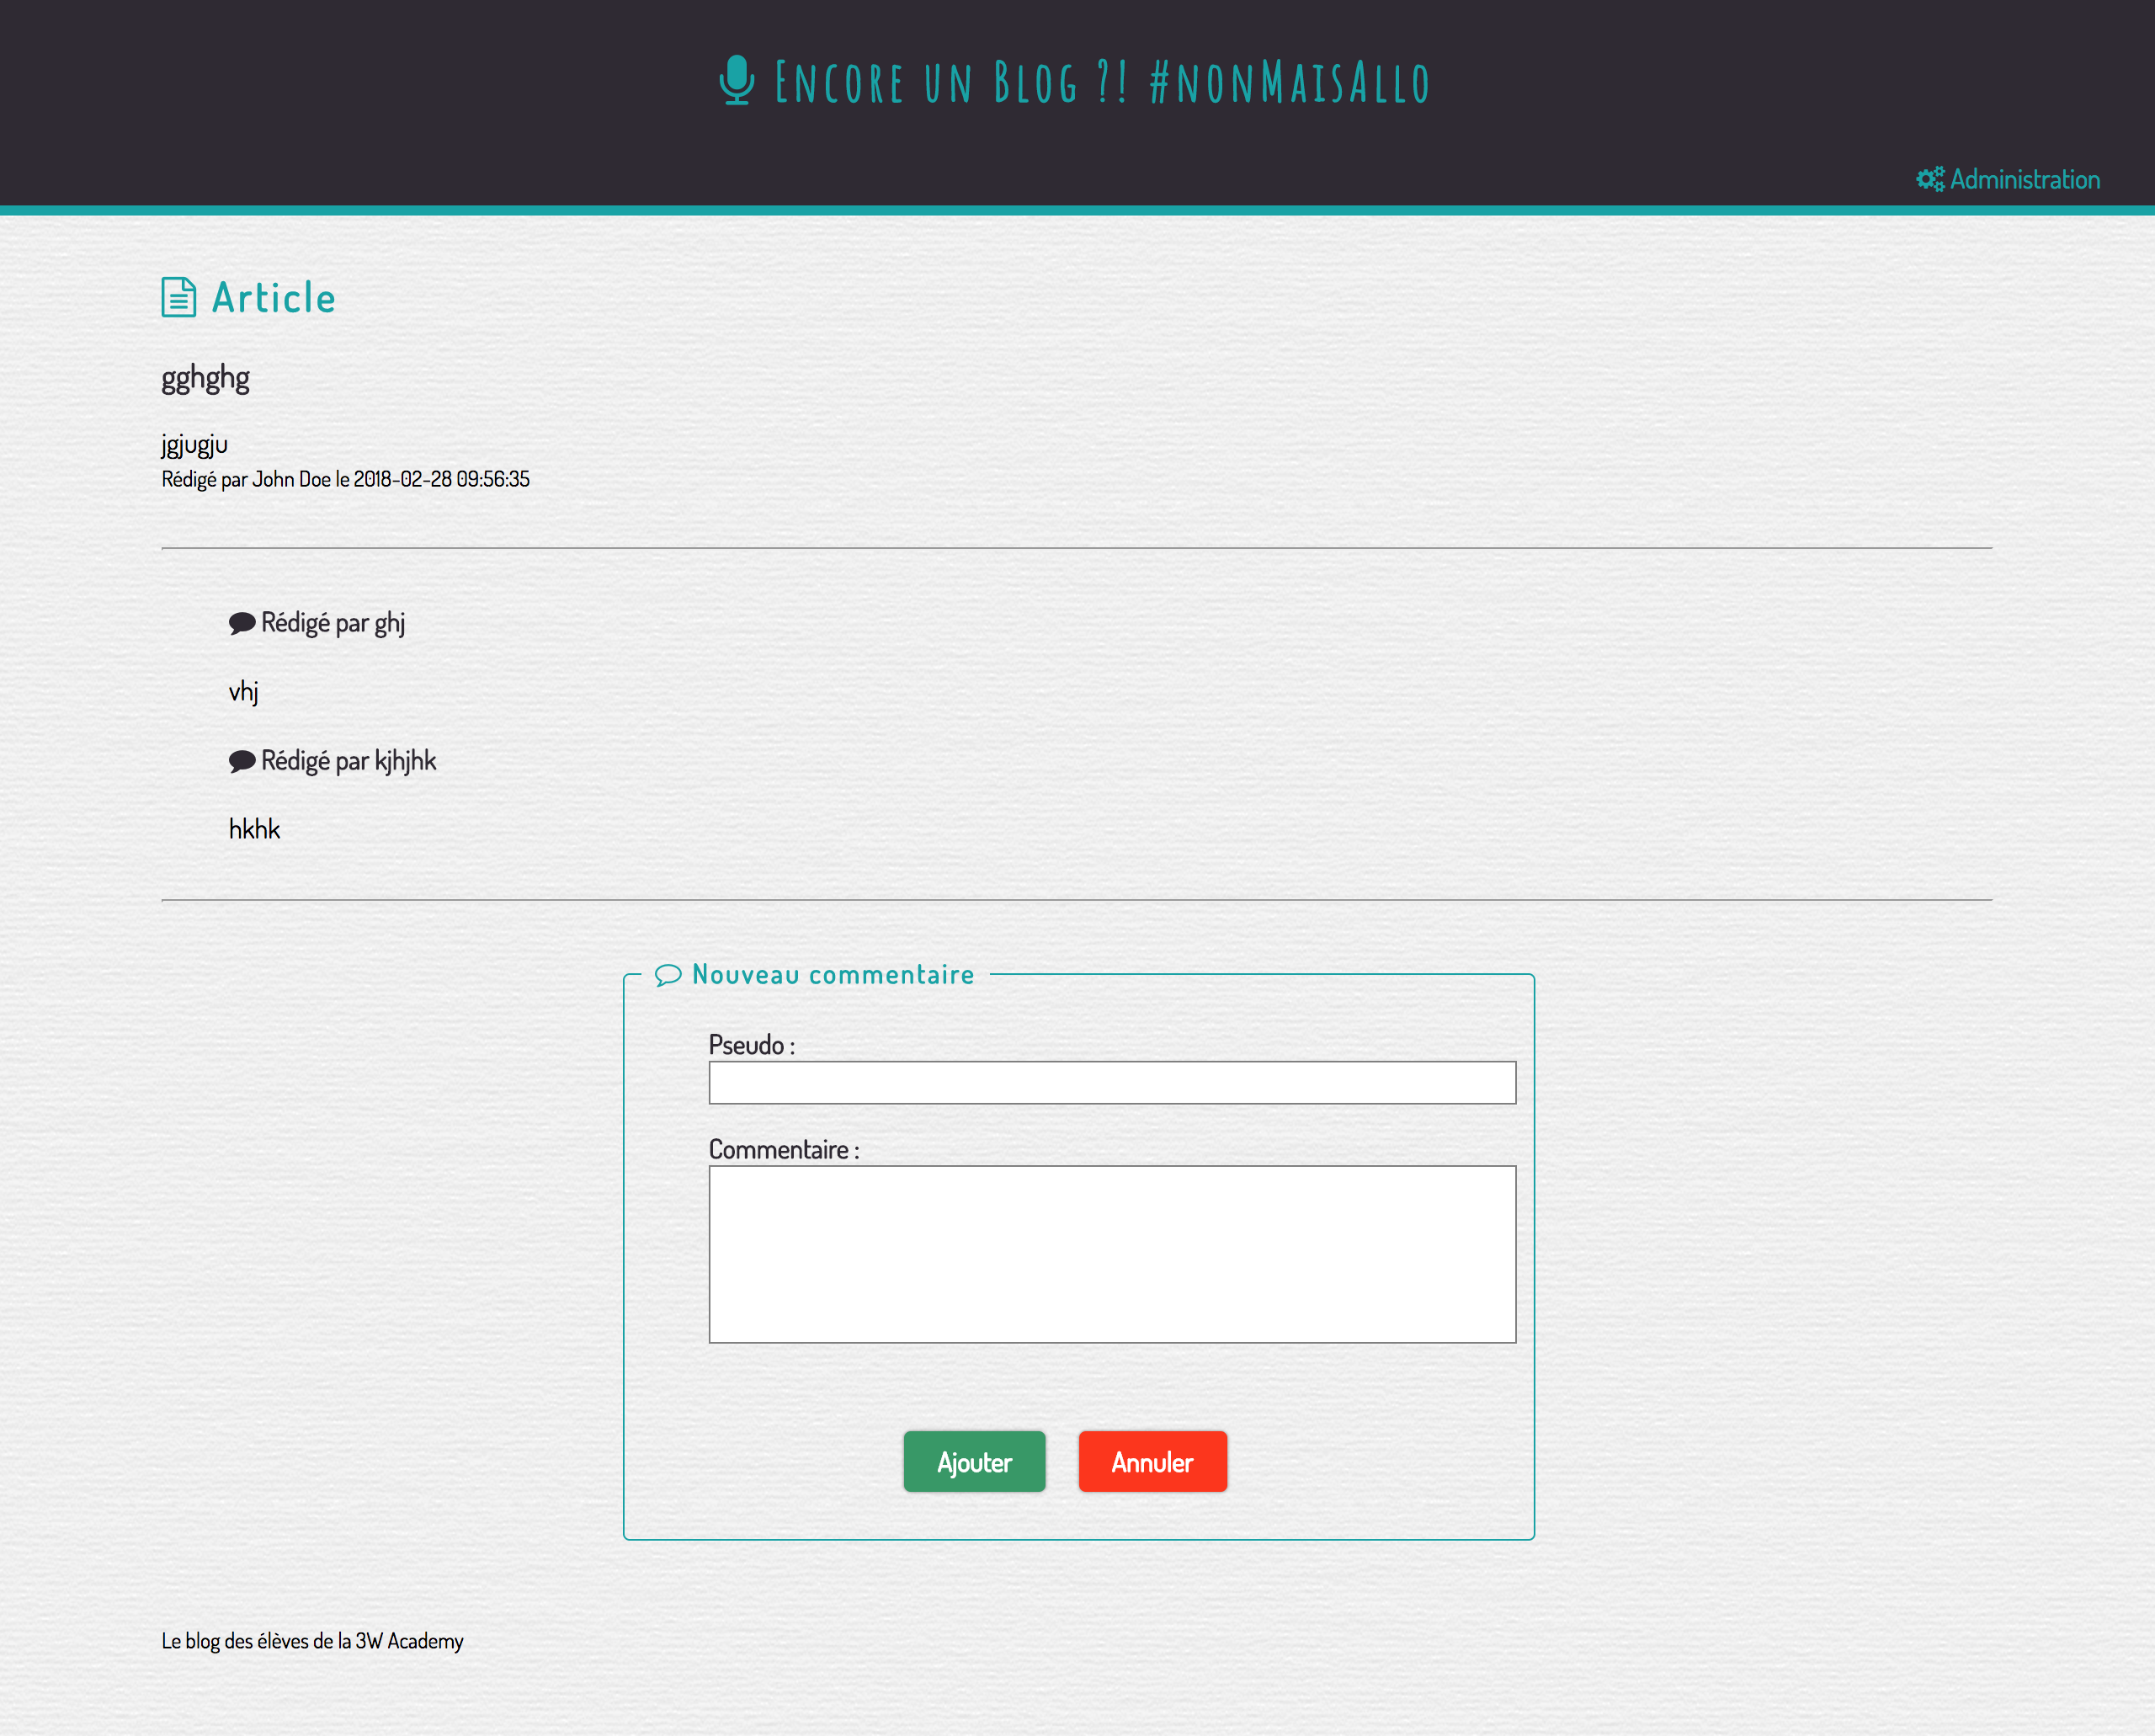 Encore un Blog ?! #nonMaisAllo
Administration
Article
gghghg
jgjugju
Rédigé par John Doe le 2018-02-28 09:56:35
Rédigé par ghj
vhj
Rédigé par kjhjhk
hkhk
Nouveau commentaire
Pseudo :
Commentaire :
Ajouter Annuler
Le blog des élèves de la 3W Academy